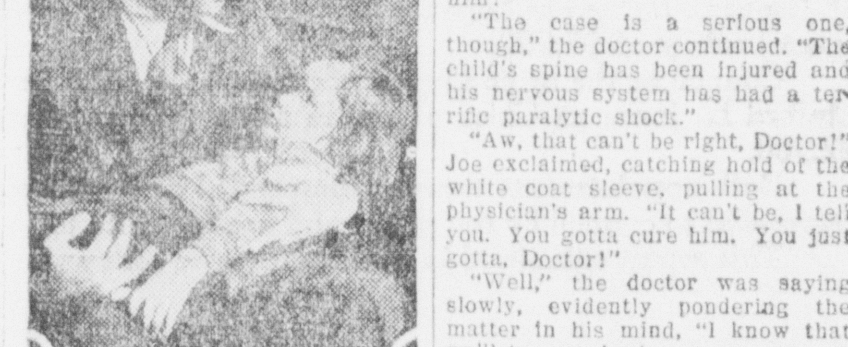 "The case is a serious one,
though," the doctor continued. "The
child's spine has been injured and
his nervous system has had a ter-
rific paralytic shock."
"Aw, that can't be right, Doctor!"
Joe exclaimed, catching hold of the
white coat sleeve, pulling at the
physician's arm. "It can't be, I tell
you. You gotta cure him. You just
gotta, Doctor!"
"Well," the doctor was saying
slowly, evidently pondering the
matter in his mind, "I know that